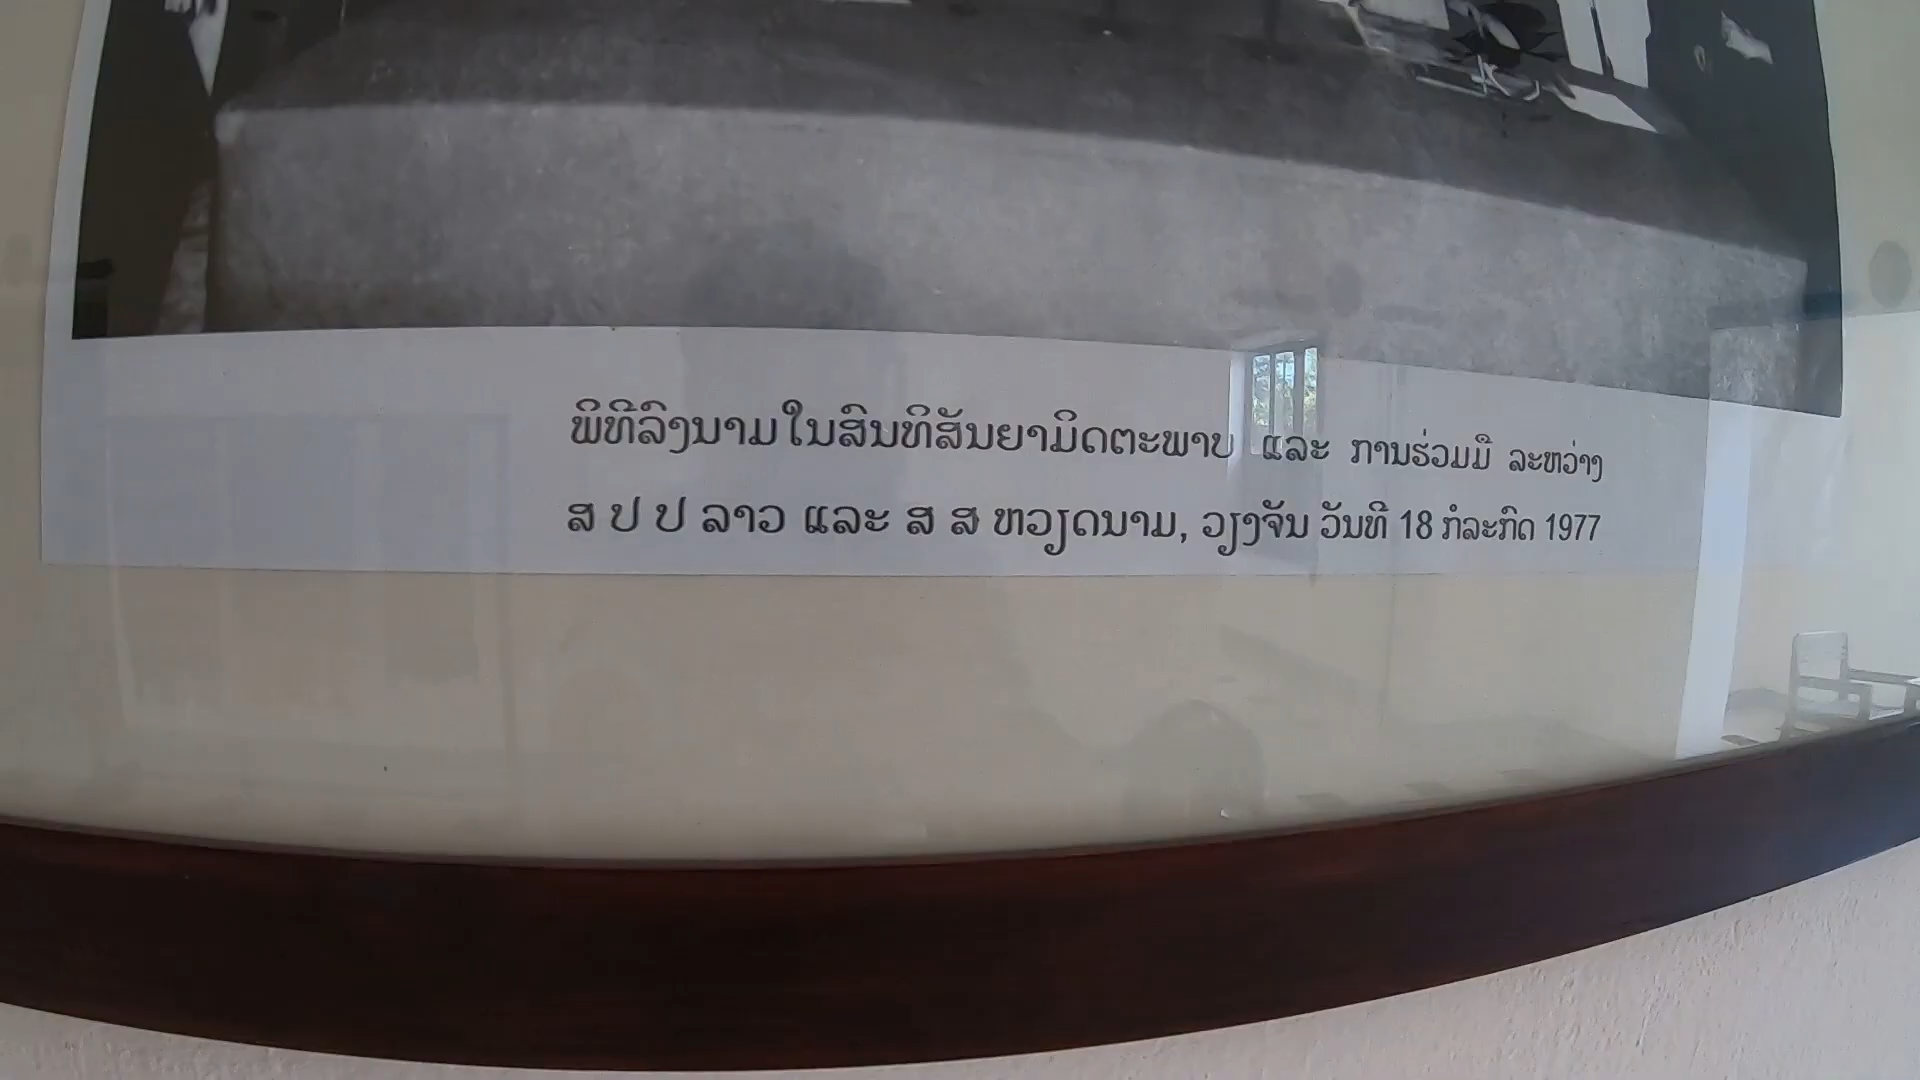 ພິທີລົງນາມໃນສົນທິສັນຍາມິດຕະພາບ ແລະ ການຮ່ວມມື ລະຫວ່າງ
ສ ປ ປ ລາວ ແລະ ສ ສ ຫວຽດນາມ, ວຽງຈັນ ວັນທີ 18 ກໍລະກົດ 1977